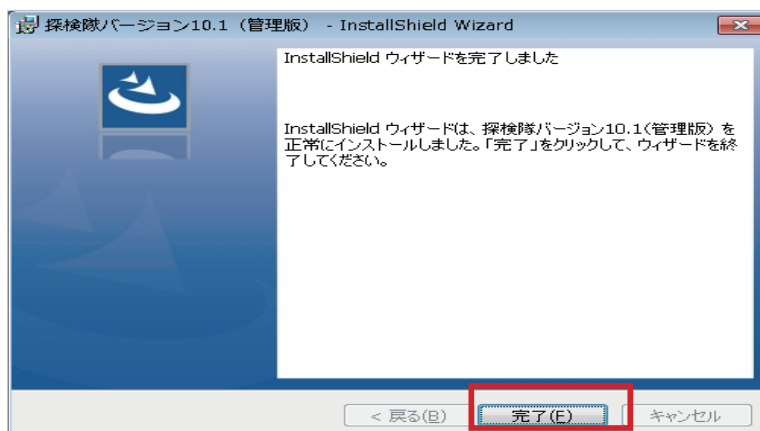 探検隊バージョン10.1（管理版） - InstallShield Wizard
InstallShield ウィザードを完了しました
InstallShield ウィザードは、探検隊バージョン10.1（管理版）を
正常にインストールしました。「完了」をクリックして、ウィザードを終
了してください。
< 戻る(B) 完了(F) キャンセル